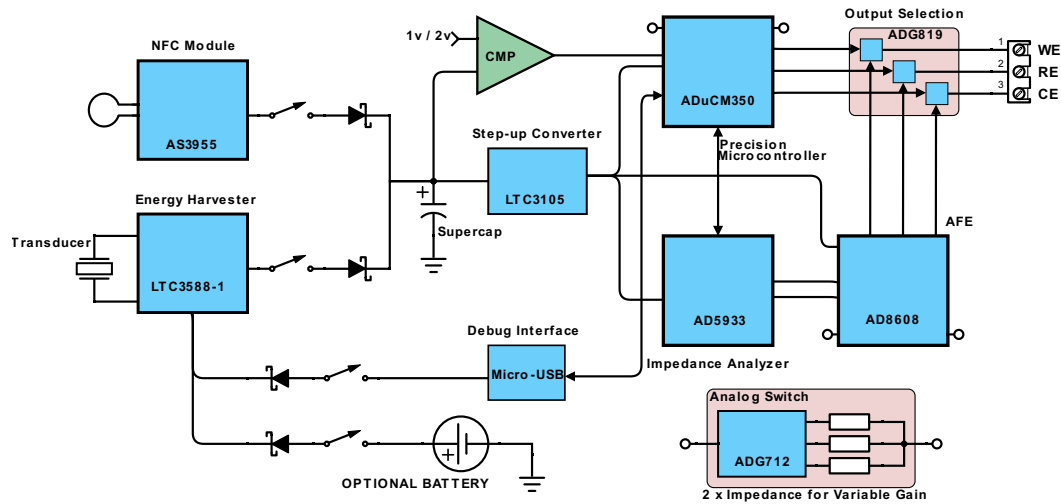 NFC Module
AS3955
Energy Harvester
Transducer
LTC3588-1
1v / 2v
CMP
+
Supercap
Step-up Converter
LTC3105
ADuCM350
Precision
Microcontroller
Output Selection
ADG819
1
WE
2
RE
3
CE
AFE
AD8608
AD5933
Impedance Analyzer
Debug Interface
Micro-USB
+
OPTIONAL BATTERY
Analog Switch
ADG712
2 x Impedance for Variable Gain